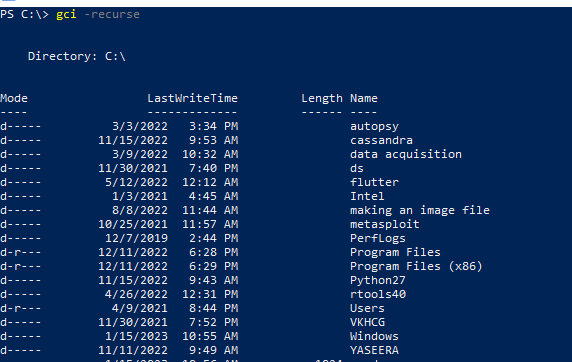 PS C:\> gci -recurse
Directory: C:\
Mode LastWriteTime Length Name
---- ------------- ------ ----
d----- 3/3/2022 3:34 PM autopsy
d----- 11/15/2022 9:53 AM cassandra
d----- 3/9/2022 10:32 AM data acquisition
d----- 11/30/2021 7:40 PM ds
d----- 5/12/2022 12:12 AM flutter
d----- 1/3/2021 4:45 AM Intel
d----- 8/8/2022 11:44 AM making an image file
d----- 10/25/2021 11:57 AM metasploit
d----- 12/7/2019 2:44 PM PerfLogs
d-r--- 12/11/2022 6:28 PM Program Files
d-r--- 12/11/2022 6:29 PM Program Files (x86)
d----- 11/15/2022 9:43 AM Python27
d----- 4/26/2022 12:31 PM rtools40
d-r--- 4/9/2021 8:44 PM Users
d----- 11/30/2021 7:52 PM VKHCG
d----- 1/15/2023 10:55 AM Windows
d----- 11/11/2022 9:49 AM YASEERA